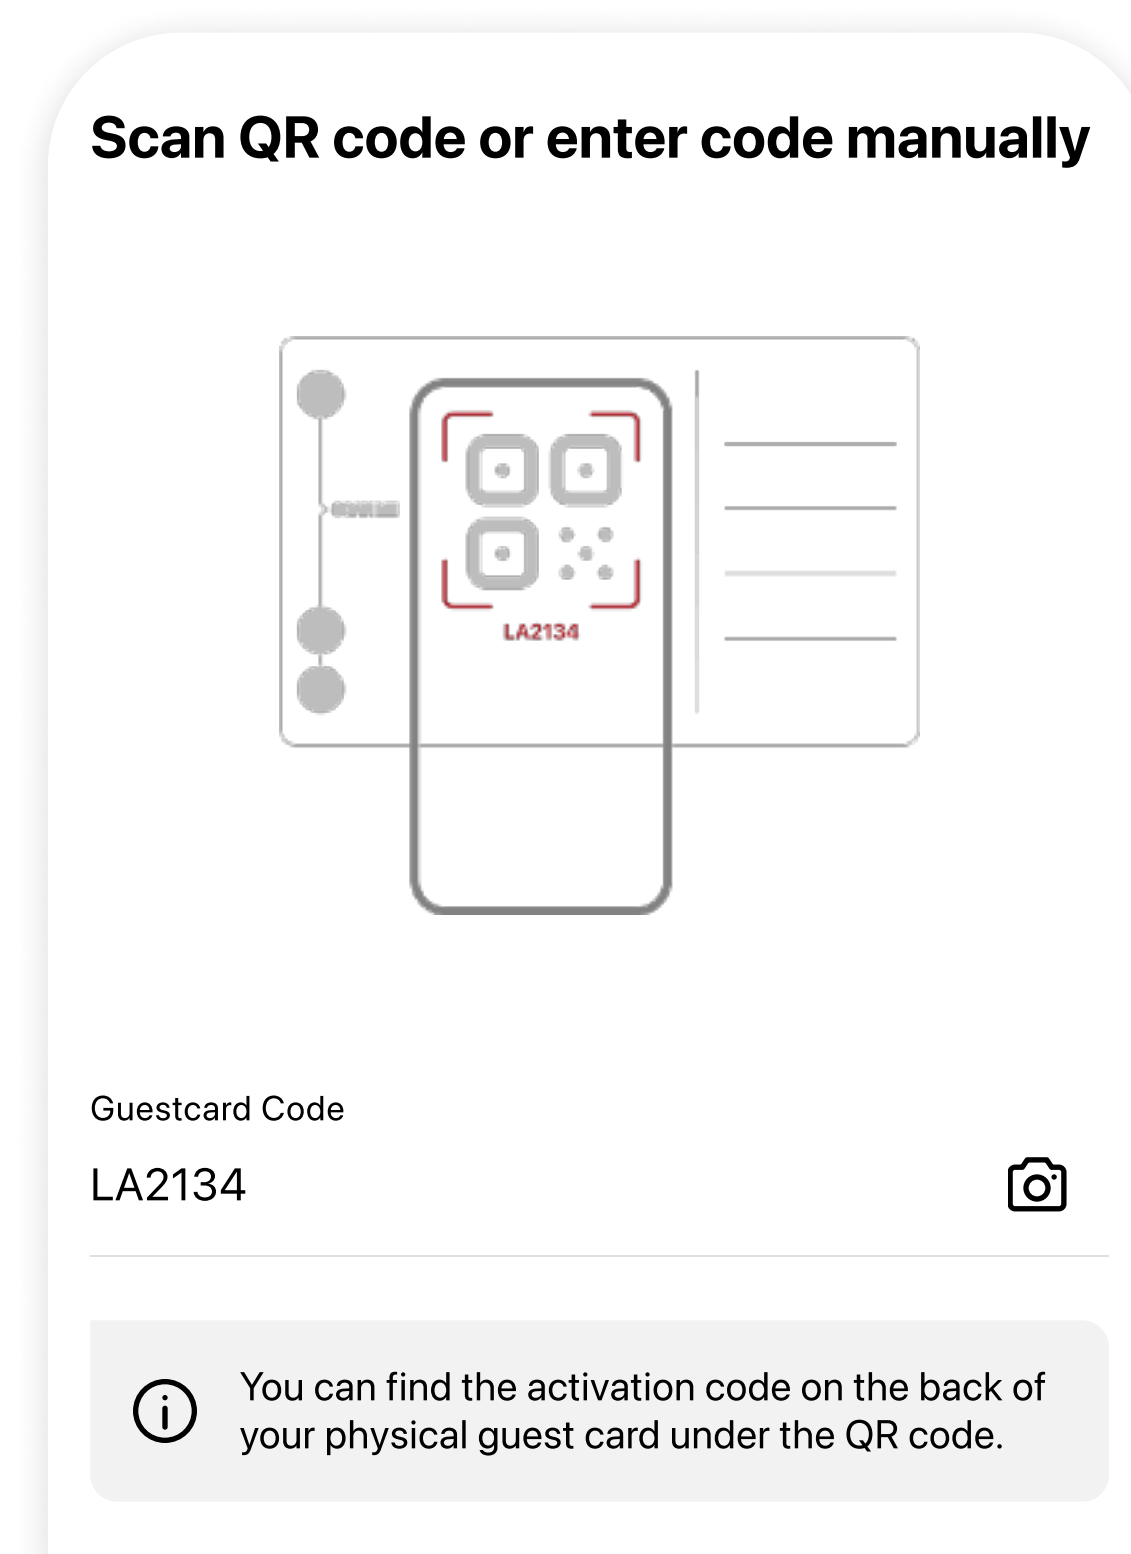 Scan QR code or enter code manually
LA2134
Guestcard Code
LA2134
You can find the activation code on the back of
your physical guest card under the QR code.